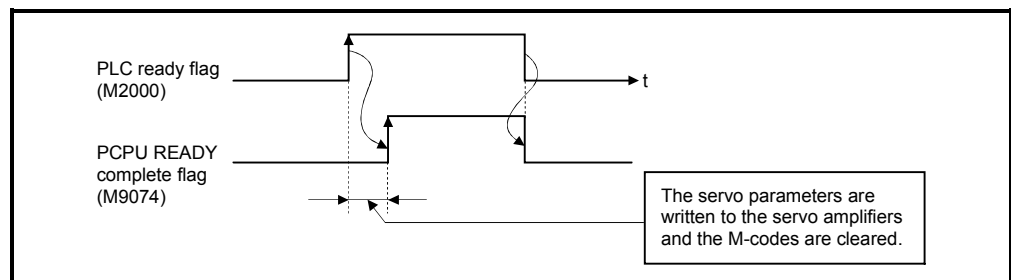 PLC ready flag
(M2000)
t
PCPU READY
complete flag
(M9074)
The servo parameters are
written to the servo amplifiers
and the M-codes are cleared.